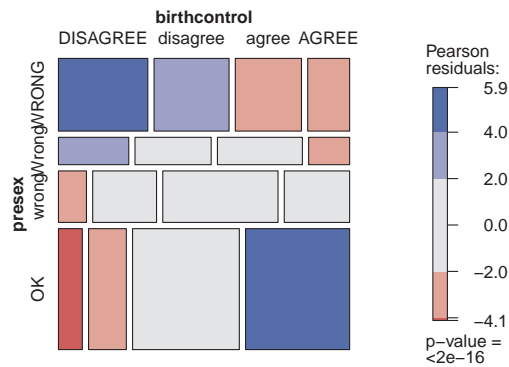 birthcontrol
DISAGREE disagree agree AGREE
presex
WRONG
Wrong
wrong
OK
Pearson
residuals:
5.9
4.0
2.0
0.0
−2.0
−4.1
p−value =
<2e−16